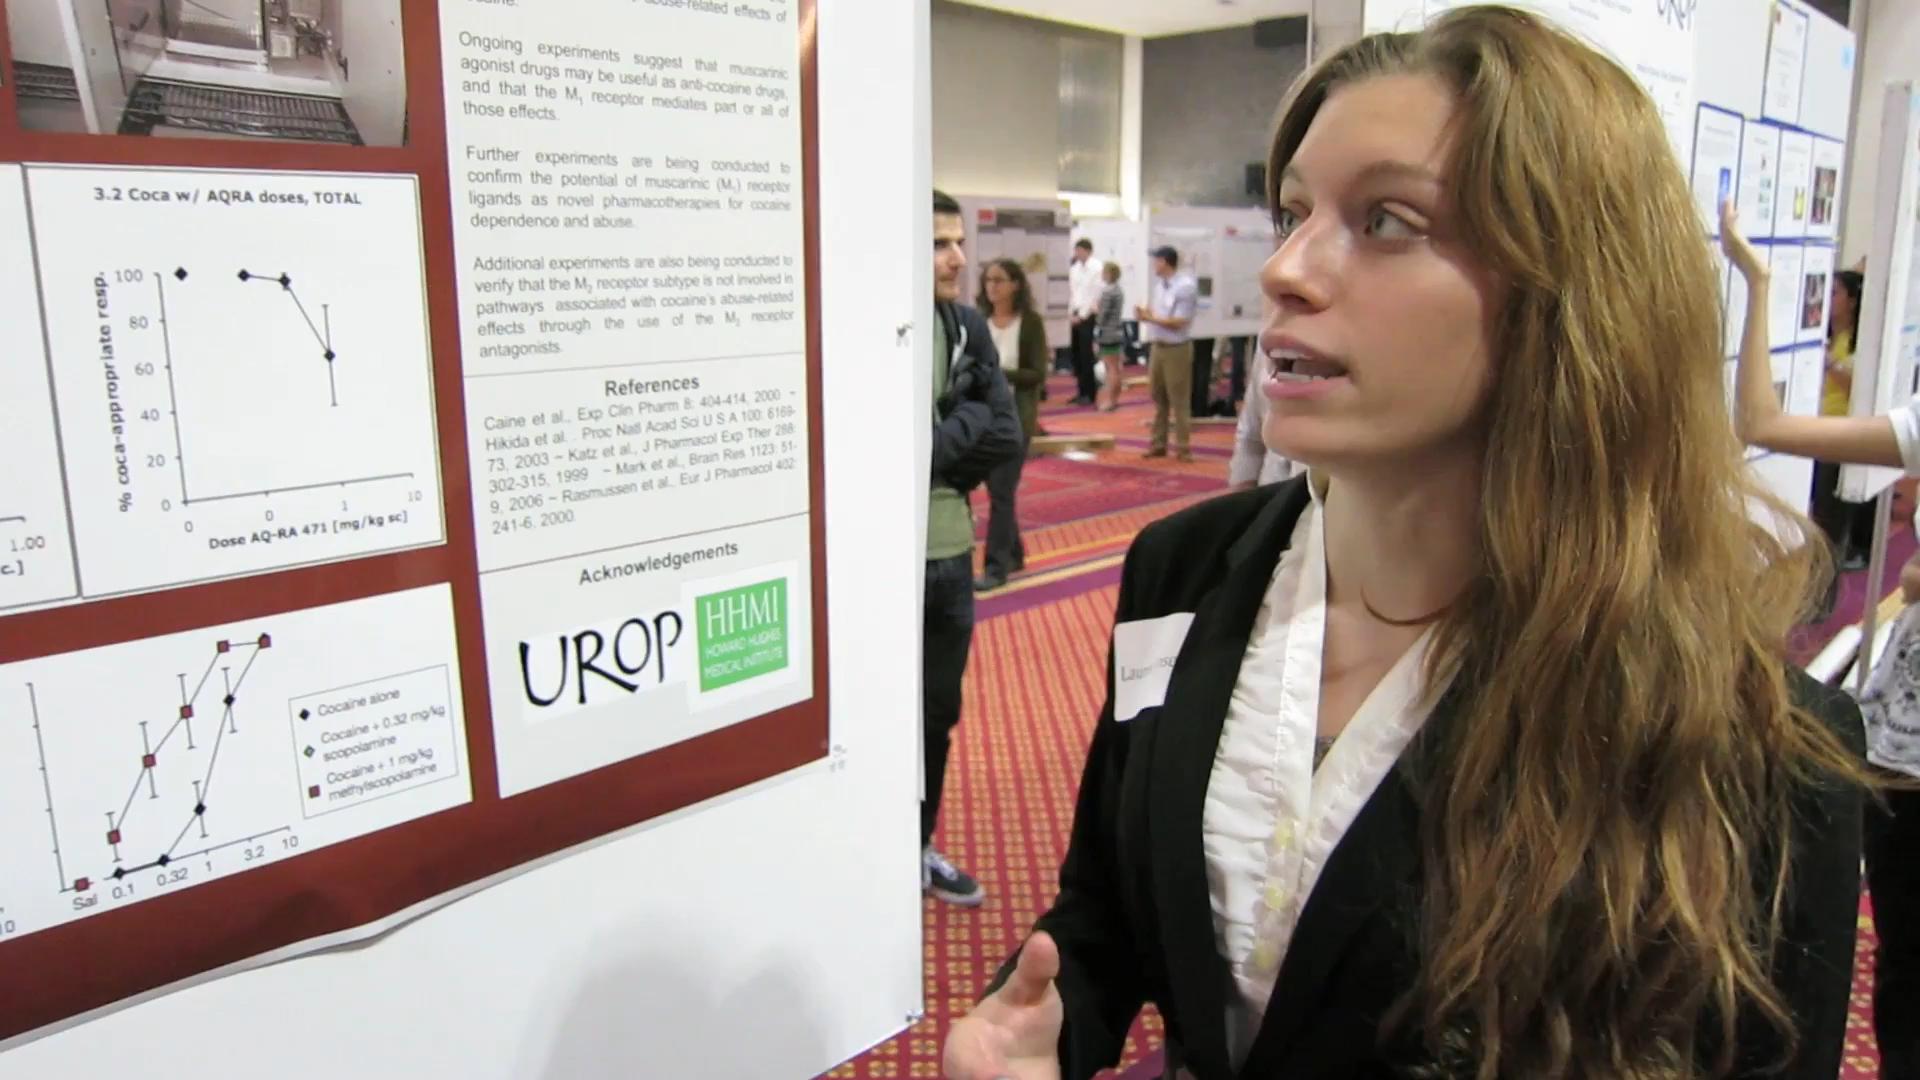 abuse-related effects of
Ongoing experiments suggest that muscarinic
agonist drugs may be useful as anti-cocaine drugs,
and that the M1 receptor mediates part or all of
those effects.
Further experiments are being conducted to
confirm the potential of muscarinic (M1) receptor
ligands as novel pharmacotherapies for cocaine
dependence and abuse.
Additional experiments are also being conducted to
verify that the M2 receptor subtype is not involved in
pathways associated with cocaine's abuse-related
effects through the use of the M2 receptor
antagonists.
References
Caine et al., Exp Clin Pharm 8: 404-414, 2000 ~
Hikida et al. . Proc Natl Acad Sci U S A 100: 6169-
73, 2003 ~ Katz et al., J Pharmacol Exp Ther 288:
302-315, 1999 ~ Mark et al., Brain Res 1123: 51-
9, 2006 ~ Rasmussen et al., Eur J Pharmacol 402:
241-6, 2000.
Acknowledgements
UROP
HHMI
HOWARD HUGHES
MEDICAL INSTITUTE
3.2 Coca w/ AQRA doses, TOTAL
% coca-appropriate resp.
100
80
60
40
20
0
0 0 1 10
Dose AQ-RA 471 [mg/kg sc]
1.00
c.]
Cocaine alone
Cocaine + 0.32 mg/kg
scopolamine
Cocaine + 1 mg/kg
methylscopolamine
Sal 0.1 0.32 1 3.2 10
10
UROP